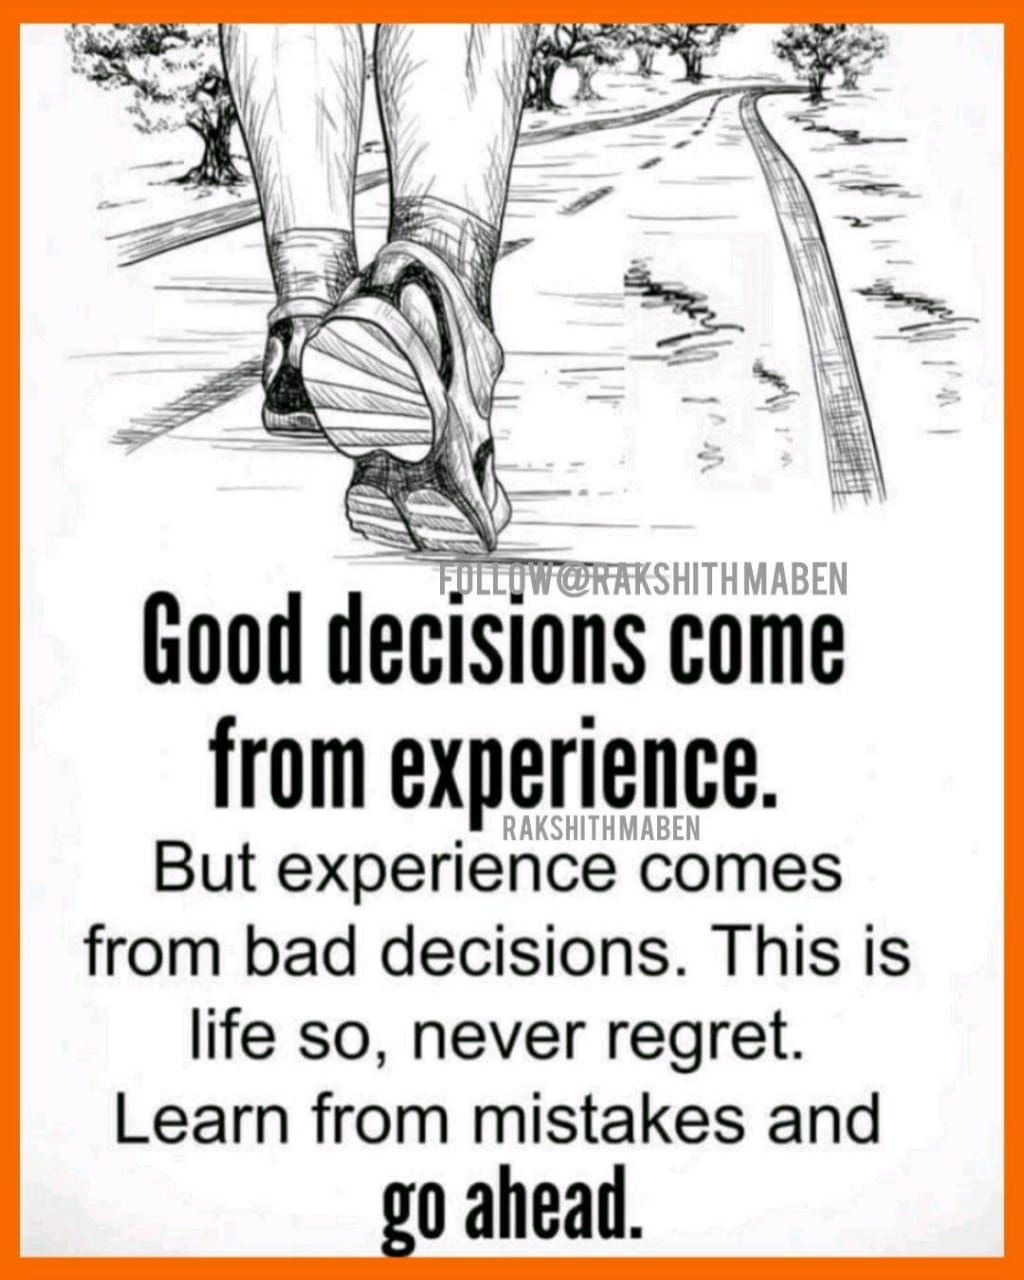 FOLLOW@RAKSHITHMABEN
Good decisions come
from experience.
RAKSHITHMABEN
But experience comes
from bad decisions. This is
life so, never regret.
Learn from mistakes and
go ahead.